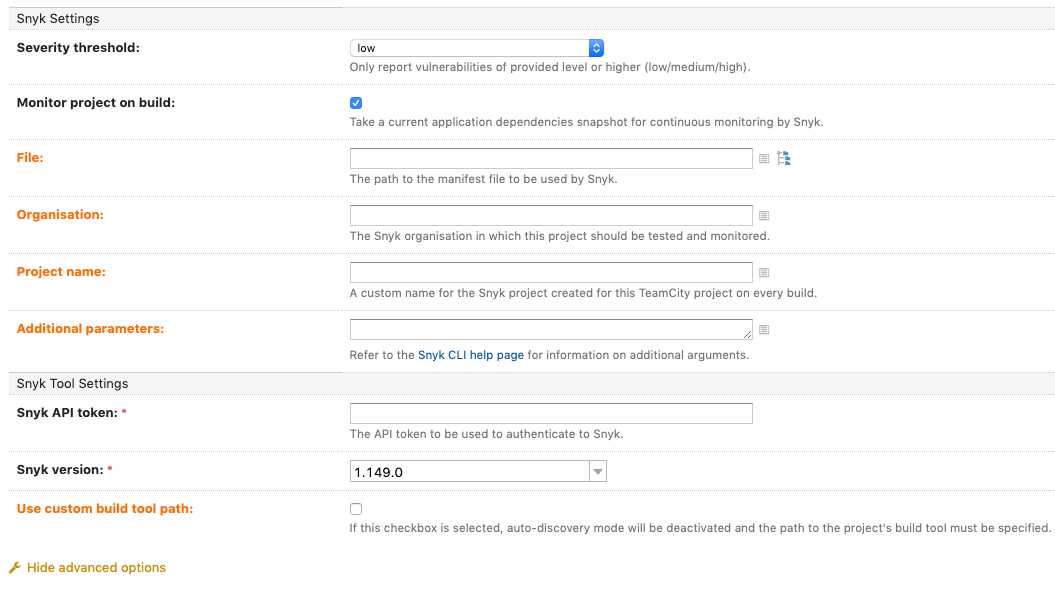 Snyk Settings
Severity threshold:
low
Only report vulnerabilities of provided level or higher (low/medium/high).
Monitor project on build:
Take a current application dependencies snapshot for continuous monitoring by Snyk.
File:
The path to the manifest file to be used by Snyk.
Organisation:
The Snyk organisation in which this project should be tested and monitored.
Project name:
A custom name for the Snyk project created for this TeamCity project on every build.
Additional parameters:
Refer to the Snyk CLI help page for information on additional arguments.
Snyk Tool Settings
Snyk API token: *
The API token to be used to authenticate to Snyk.
Snyk version: *
1.149.0
Use custom build tool path:
If this checkbox is selected, auto-discovery mode will be deactivated and the path to the project's build tool must be specified.
Hide advanced options